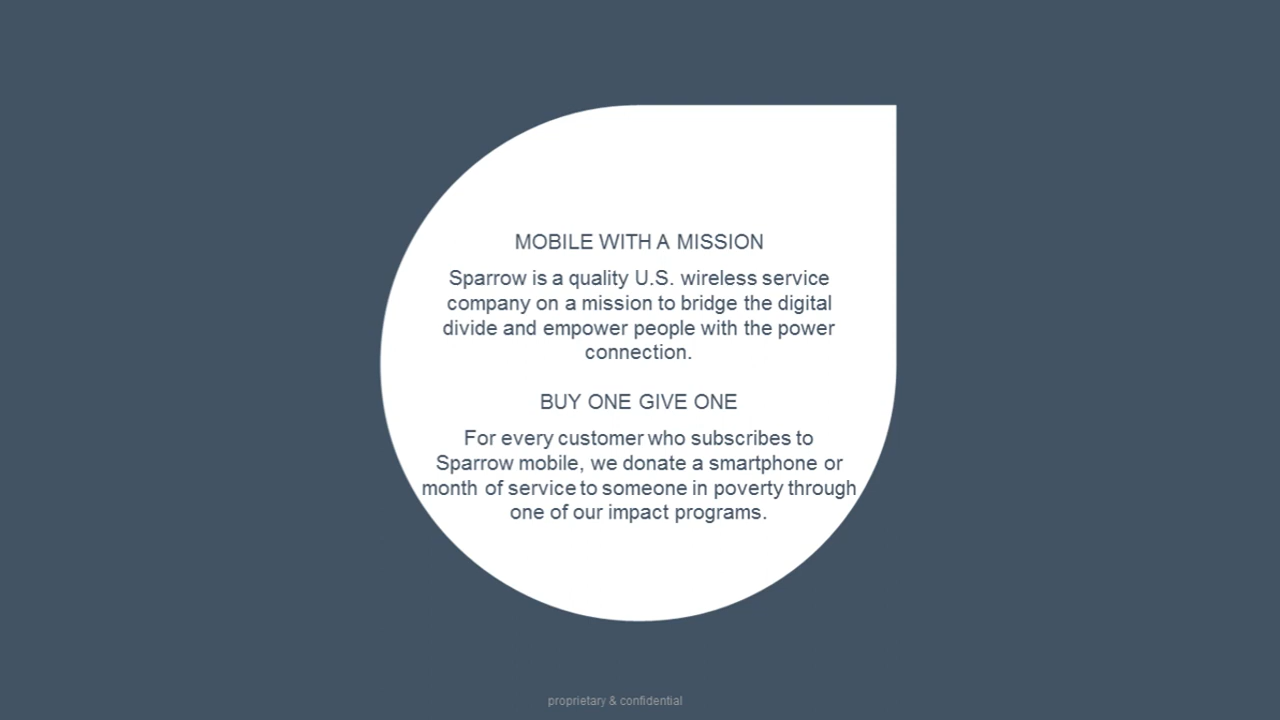 MOBILE WITH A MISSION
Sparrow is a quality U.S. wireless service
company on a mission to bridge the digital
divide and empower people with the power
connection.
BUY ONE GIVE ONE
For every customer who subscribes to
Sparrow mobile, we donate a smartphone or
month of service to someone in poverty through
one of our impact programs.
proprietary & confidential